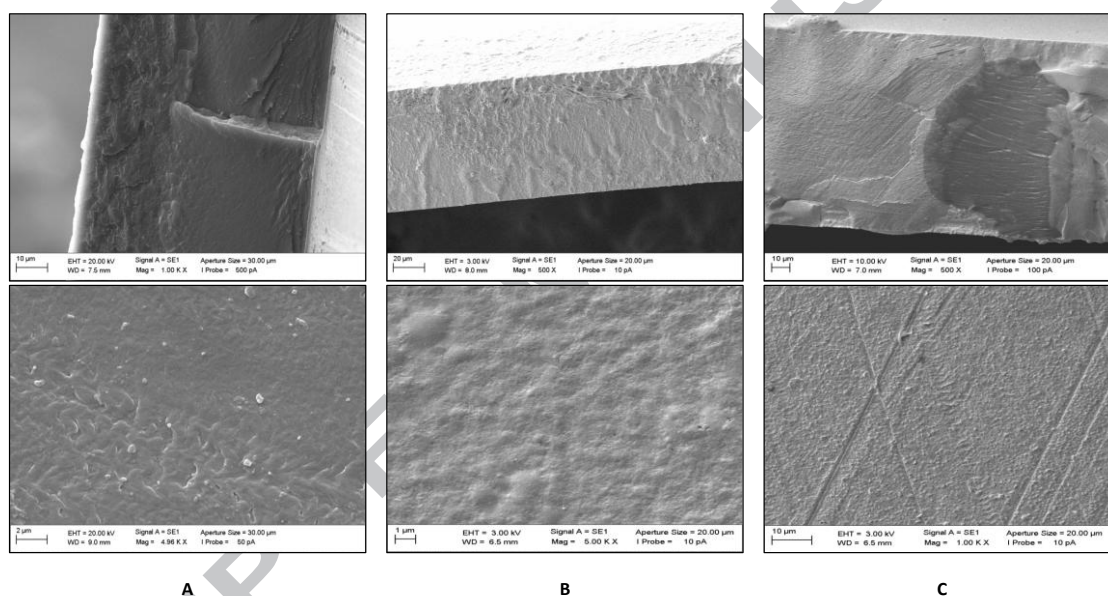 10 µm EHT = 20.00 kV Signal A = SE1 Aperture Size = 30.00 µm
WD = 7.5 mm Mag = 1.00 K X I Probe = 500 pA
20 µm EHT = 3.00 kV Signal A = SE1 Aperture Size = 20.00 µm
WD = 8.0 mm Mag = 500 X I Probe = 10 pA
10 µm EHT = 10.00 kV Signal A = SE1 Aperture Size = 20.00 µm
WD = 7.0 mm Mag = 500 X I Probe = 100 pA
2 µm EHT = 20.00 kV Signal A = SE1 Aperture Size = 30.00 µm
WD = 9.0 mm Mag = 4.96 K X I Probe = 50 pA
1 µm EHT = 3.00 kV Signal A = SE1 Aperture Size = 20.00 µm
WD = 6.5 mm Mag = 5.00 K X I Probe = 10 pA
10 µm EHT = 3.00 kV Signal A = SE1 Aperture Size = 20.00 µm
WD = 6.5 mm Mag = 1.00 K X I Probe = 10 pA
A B C